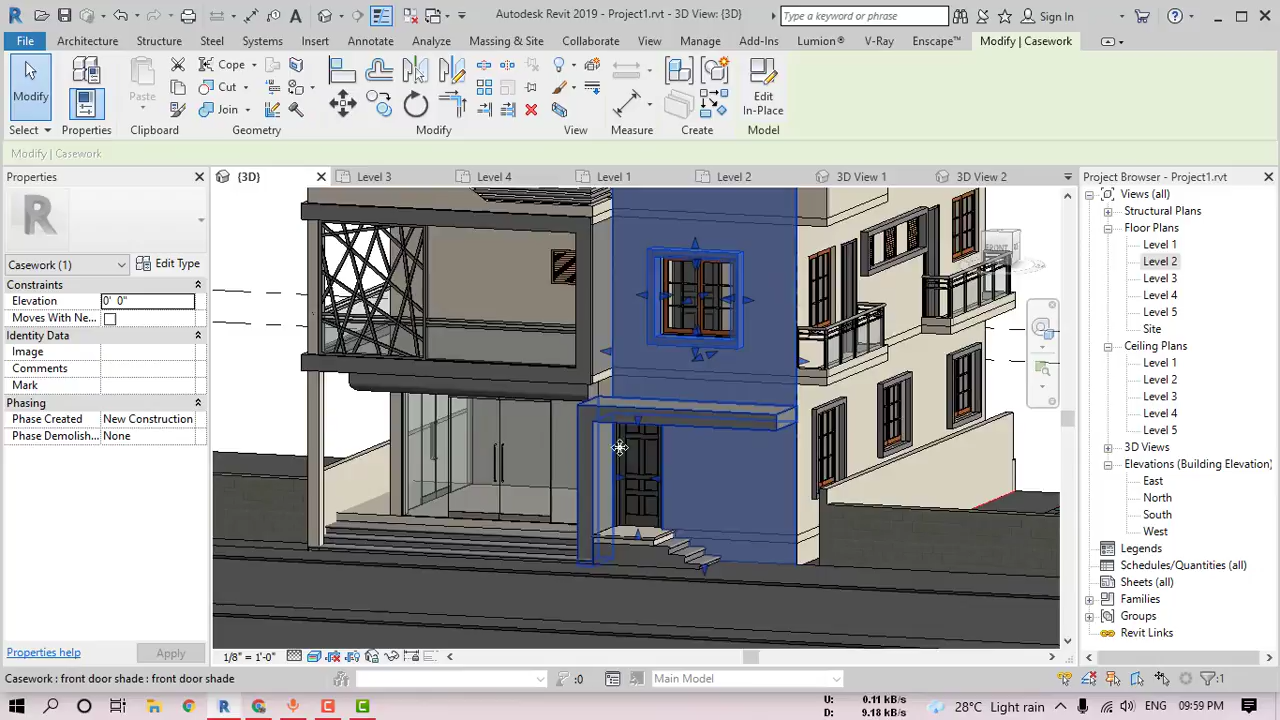 Autodesk Revit 2019 - Project1.rvt - 3D View: {3D}
Type a keyword or phrase
Sign In
File Architecture Structure Steel Systems Insert Annotate Analyze Massing & Site Collaborate View Manage Add-Ins Lumion® V-Ray Enscape™ Modify | Casework
Modify
Paste
Cope
Cut
Join
Edit
In-Place
Select Properties Clipboard Geometry Modify View Measure Create Model
Modify | Casework
Properties
{3D} Level 3 Level 4 Level 1 Level 2 3D View 1 3D View 2
Project Browser - Project1.rvt
Casework (1)
Edit Type
Constraints
Elevation 0' 0"
Moves With Ne...
Identity Data
Image
Comments
Mark
Phasing
Phase Created New Construction
Phase Demolish... None
Properties help
Apply
FRONT
Views (all)
Structural Plans
Floor Plans
Level 1
Level 2
Level 3
Level 4
Level 5
Site
Ceiling Plans
Level 1
Level 2
Level 3
Level 4
Level 5
3D Views
Elevations (Building Elevation)
East
North
South
West
Legends
Schedules/Quantities (all)
Sheets (all)
Families
Groups
Revit Links
1/8" = 1'-0"
Casework : front door shade : front door shade
:0
Main Model
:1
U: 0.11 kB/s
D: 9.18 kB/s
28°C Light rain
ENG
09:59 PM